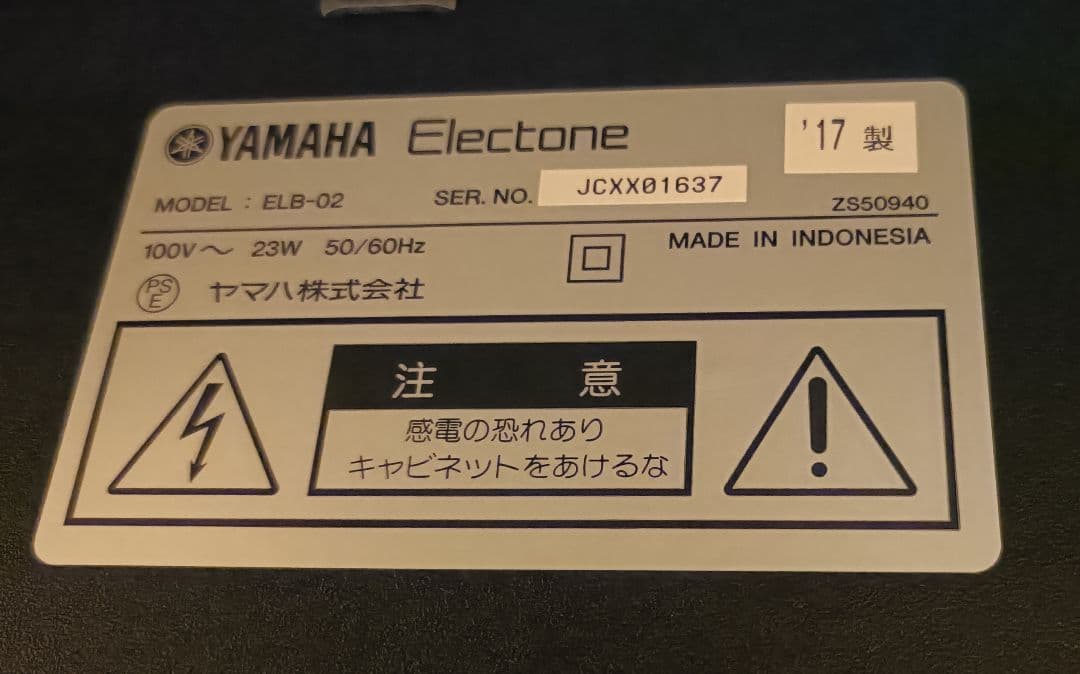 YAMAHA Electone
'17 製
MODEL : ELB-02 SER. NO. JCXX01637 ZS50940
100V～ 23W 50/60Hz MADE IN INDONESIA
PSE ヤマハ株式会社
注意
感電の恐れあり
キャビネットをあけるな